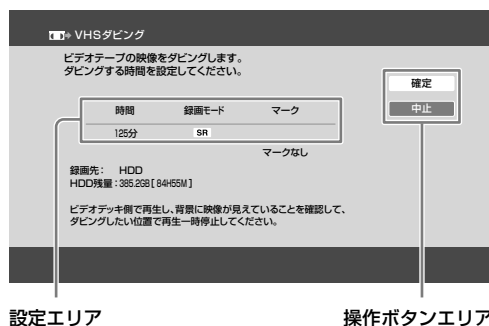 VHSダビング
ビデオテープの映像をダビングします。
ダビングする時間を設定してください。
確定
中止
時間 録画モード マーク
125分 SR
マークなし
録画先： HDD
HDD残量：385.2GB[ 84H55M ]
ビデオデッキ側で再生し、背景に映像が見えていることを確認して、
ダビングしたい位置で再生一時停止してください。
設定エリア 操作ボタンエリア